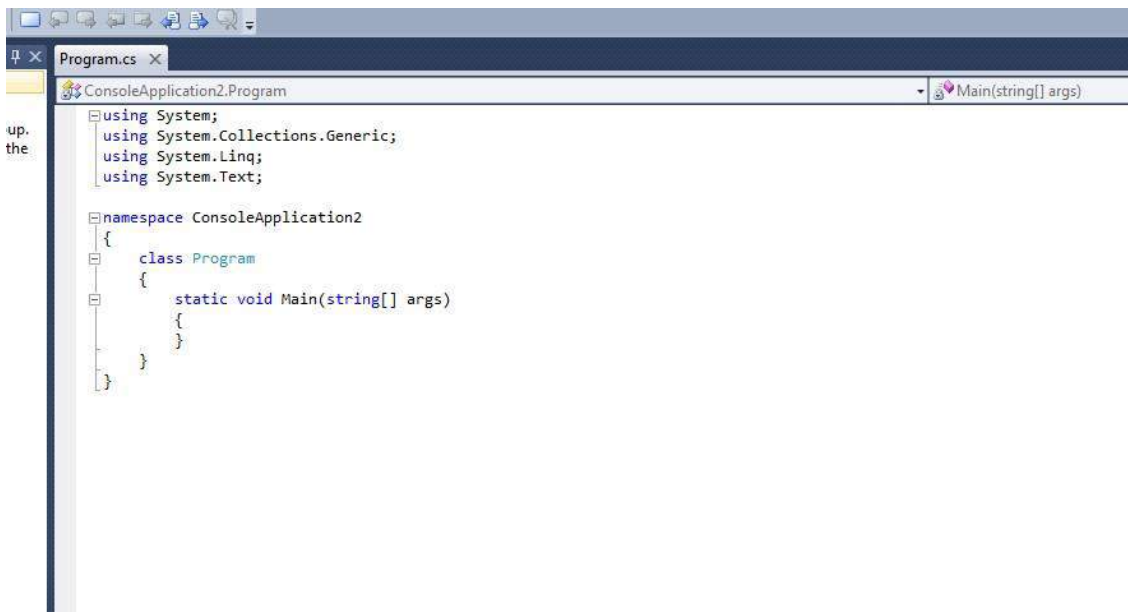 Program.cs
ConsoleApplication2.Program
Main(string[] args)
up.
the
using System;
using System.Collections.Generic;
using System.Linq;
using System.Text;
namespace ConsoleApplication2
{
class Program
{
static void Main(string[] args)
{
}
}
}